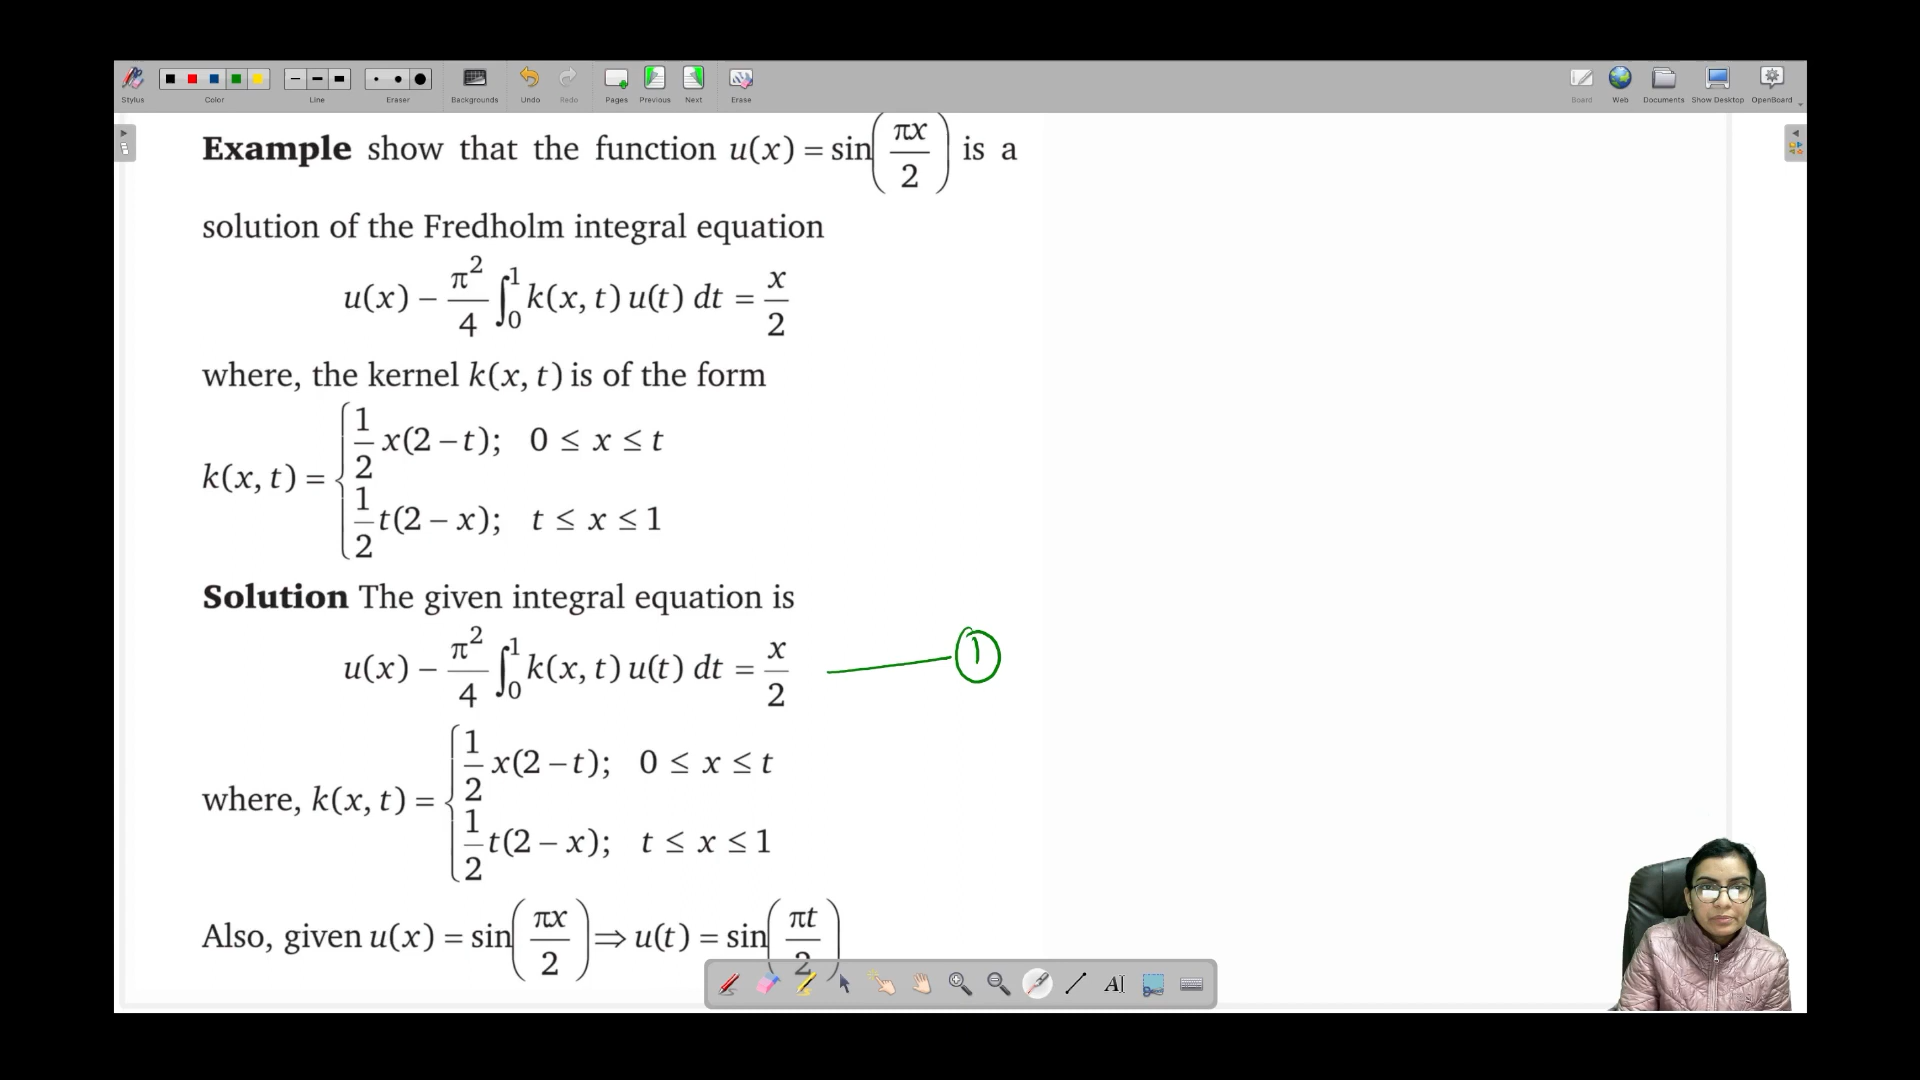 Stylus
Color
Line
Eraser
Backgrounds
Undo
Redo
Pages
Previous
Next
Erase
Board
Web
Documents
Show Desktop
OpenBoard
Example show that the function u(x) = sin(πx/2) is a
solution of the Fredholm integral equation
u(x) − π²/4 ∫₀¹ k(x, t) u(t) dt = x/2
where, the kernel k(x, t) is of the form
k(x, t) = { 1/2 x(2 − t); 0 ≤ x ≤ t
1/2 t(2 − x); t ≤ x ≤ 1
Solution The given integral equation is
u(x) − π²/4 ∫₀¹ k(x, t) u(t) dt = x/2 — ①
where, k(x, t) = { 1/2 x(2 − t); 0 ≤ x ≤ t
1/2 t(2 − x); t ≤ x ≤ 1
Also, given u(x) = sin(πx/2) ⇒ u(t) = sin(πt/2)
AI